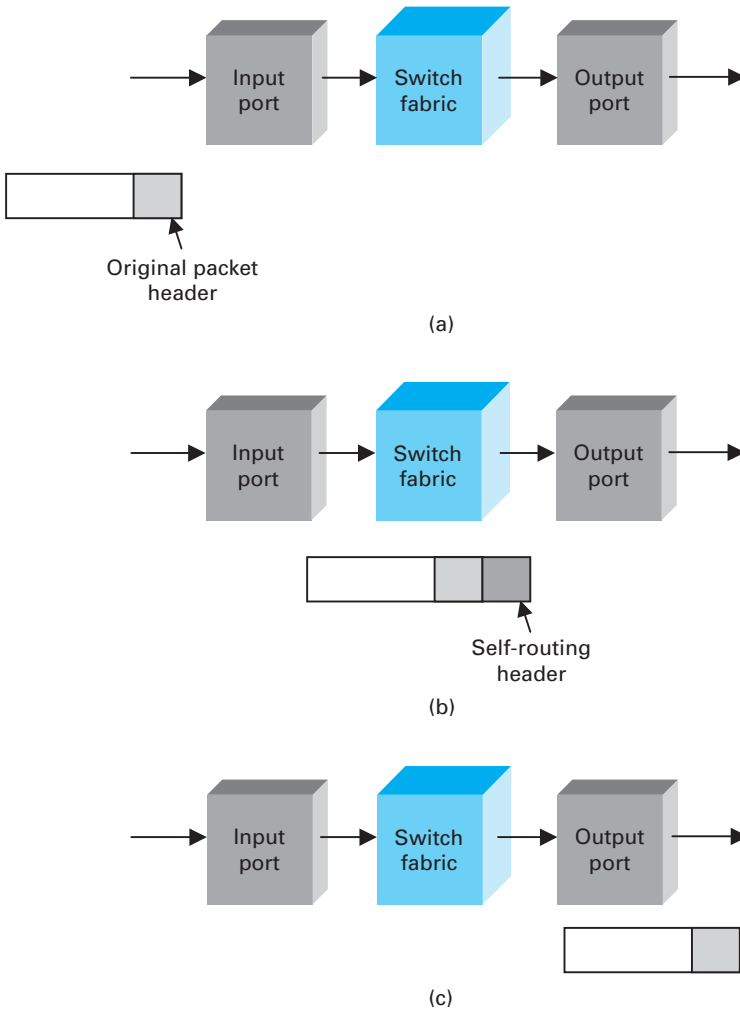 Input
port
Switch
fabric
Output
port
Original packet
header
(a)
Input
port
Switch
fabric
Output
port
Self-routing
header
(b)
Input
port
Switch
fabric
Output
port
(c)